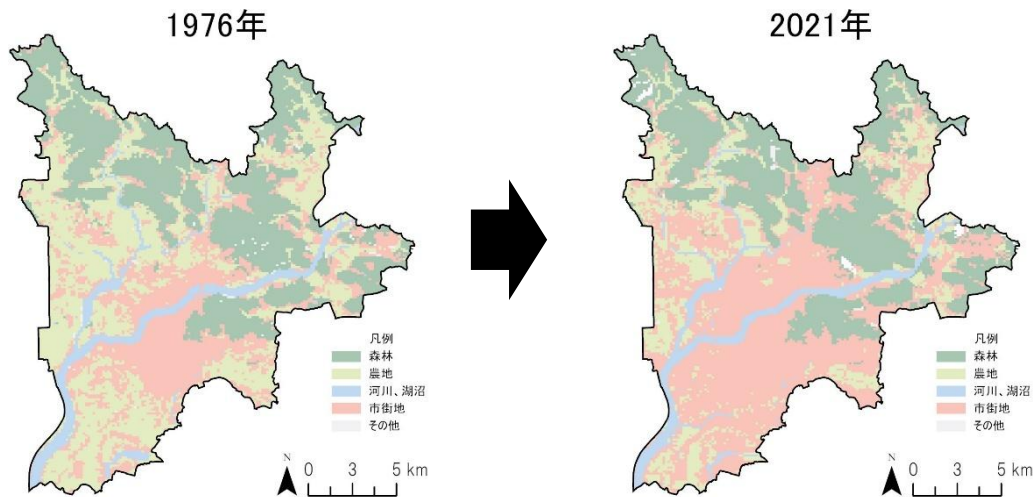 1976年
凡例
森林
農地
河川、湖沼
市街地
その他
N
0 3 5 km
2021年
凡例
森林
農地
河川、湖沼
市街地
その他
N
0 3 5 km